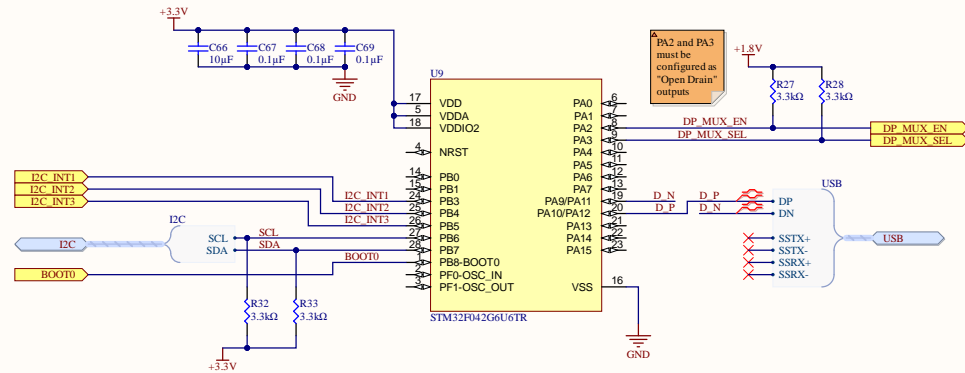 +3.3V
C66
10µF
C67
0.1µF
C68
0.1µF
C69
0.1µF
GND
PA2 and PA3
must be
configured as
"Open Drain"
outputs
+1.8V
R27
3.3kΩ
R28
3.3kΩ
U9
17 VDD
5 VDDA
18 VDDIO2
4 NRST
14 PB0
15 PB1
24 PB3
25 PB4
26 PB5
27 PB6
28 PB7
1 PB8-BOOT0
2 PF0-OSC_IN
3 PF1-OSC_OUT
PA0 6
PA1 7
PA2 8
PA3 9
PA4 10
PA5 11
PA6 12
PA7 13
PA9/PA11 19
PA10/PA12 20
PA13 21
PA14 22
PA15 23
VSS 16
STM32F042G6U6TR
DP_MUX_EN
DP_MUX_SEL
DP_MUX_EN
DP_MUX_SEL
I2C_INT1
I2C_INT2
I2C_INT3
I2C_INT1
I2C_INT2
I2C_INT3
I2C
I2C
SCL
SDA
SCL
SDA
BOOT0
BOOT0
R32
3.3kΩ
R33
3.3kΩ
+3.3V
D_N
D_P
D_P
D_N
USB
DP
DN
SSTX+
SSTX-
SSRX+
SSRX-
USB
GND